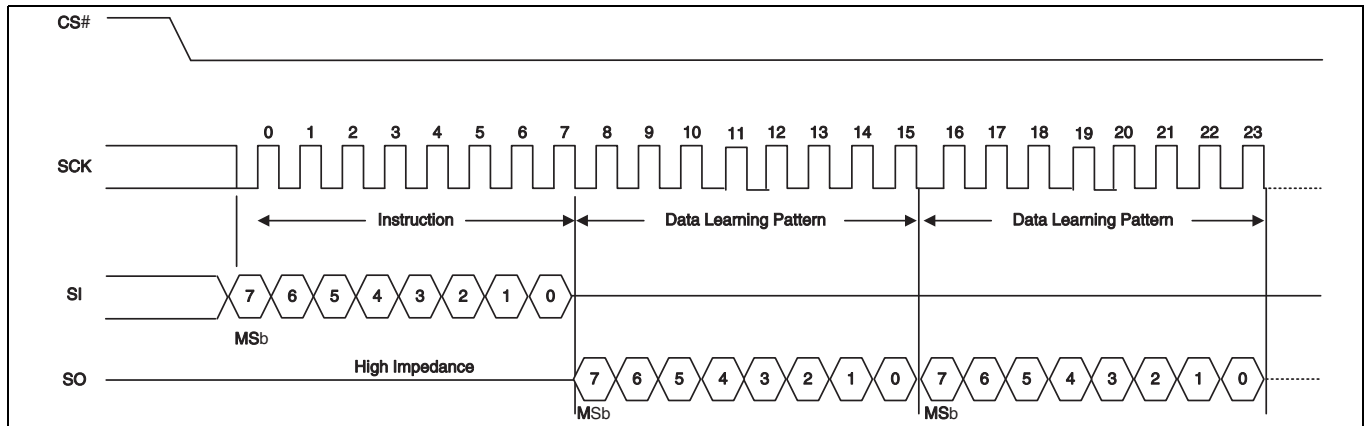 CS#
0 1 2 3 4 5 6 7 8 9 10 11 12 13 14 15 16 17 18 19 20 21 22 23
SCK
Instruction Data Learning Pattern Data Learning Pattern
SI 7 6 5 4 3 2 1 0
MSb
High Impedance
SO 7 6 5 4 3 2 1 0 7 6 5 4 3 2 1 0
MSb MSb